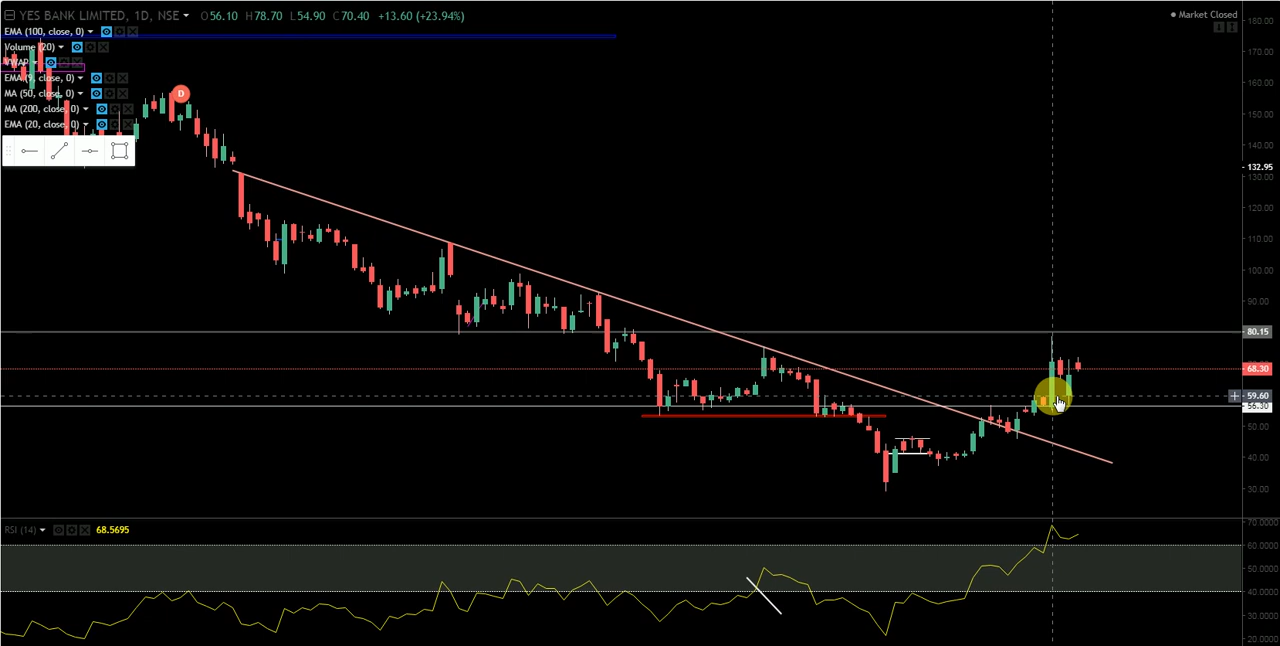 YES BANK LIMITED, 1D, NSE O56.10 H78.70 L54.90 C70.40 +13.60 (+23.94%)
Market Closed
EMA (100, close, 0)
Volume (20)
VWAP
EMA (9, close, 0)
MA (50, close, 0)
MA (200, close, 0)
EMA (20, close, 0)
D
180.00
170.00
160.00
150.00
140.00
132.95
130.00
120.00
110.00
100.00
90.00
80.15
68.30
59.60
56.30
50.00
40.00
30.00
RSI (14) 68.5695
70.0000
60.0000
50.0000
40.0000
30.0000
20.0000